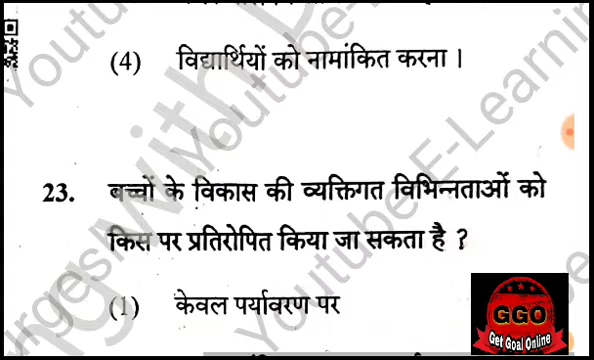 (4) विद्यार्थियों को नामांकित करना ।
23. बच्चों के विकास की व्यक्तिगत विभिन्नताओं को
किस पर प्रतिरोपित किया जा सकता है ?
(1) केवल पर्यावरण पर
GGO
Get Goal Online